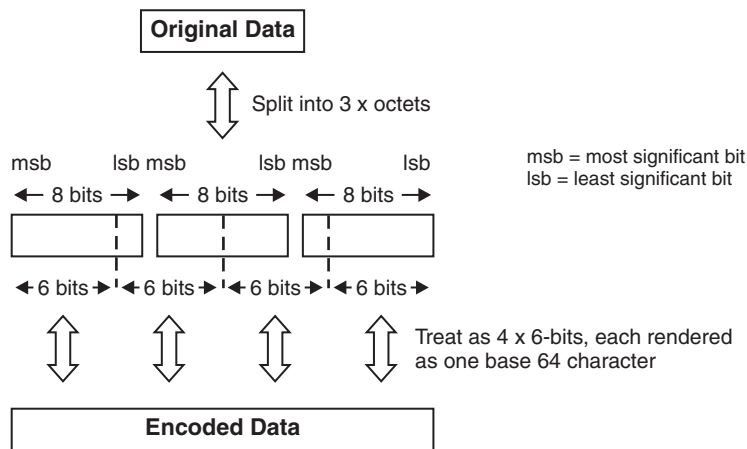 Original Data
Split into 3 x octets
msb lsb msb lsb msb lsb
msb = most significant bit
lsb = least significant bit
8 bits 8 bits 8 bits
6 bits 6 bits 6 bits 6 bits
Treat as 4 x 6-bits, each rendered
as one base 64 character
Encoded Data